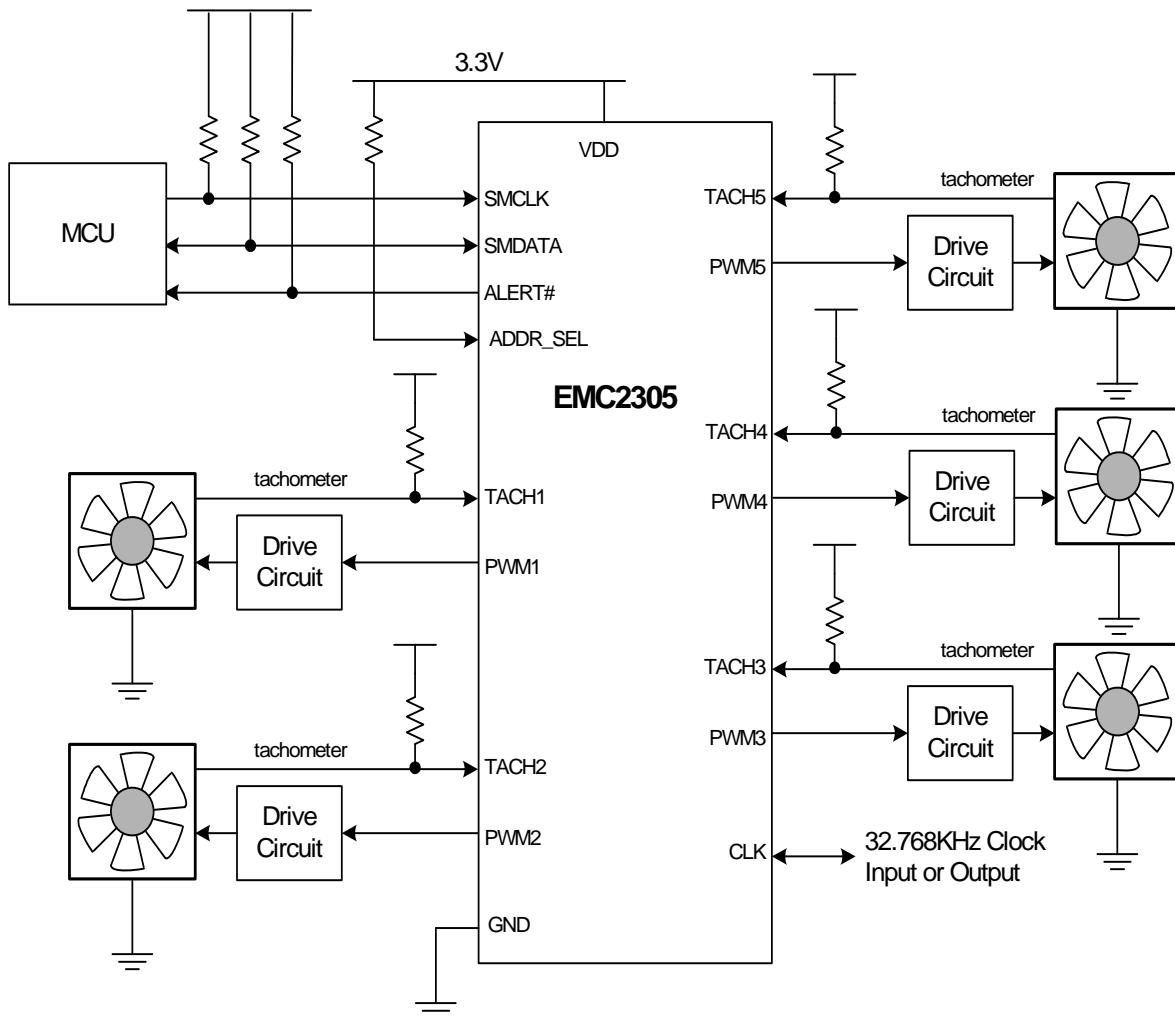 3.3V
VDD
MCU
SMCLK
SMDATA
ALERT#
ADDR_SEL
EMC2305
tachometer
TACH1
Drive
Circuit
PWM1
tachometer
TACH2
Drive
Circuit
PWM2
GND
TACH5
tachometer
PWM5
Drive
Circuit
TACH4
tachometer
PWM4
Drive
Circuit
TACH3
tachometer
PWM3
Drive
Circuit
CLK
32.768KHz Clock
Input or Output